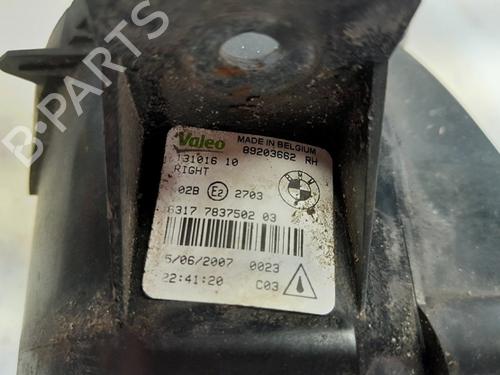 Valeo MADE IN BELGIUM
89203662 RH
131016 10
RIGHT
02B E2 2703
6317 7837502 03
5/06/2007 0023
22:41:20 C03